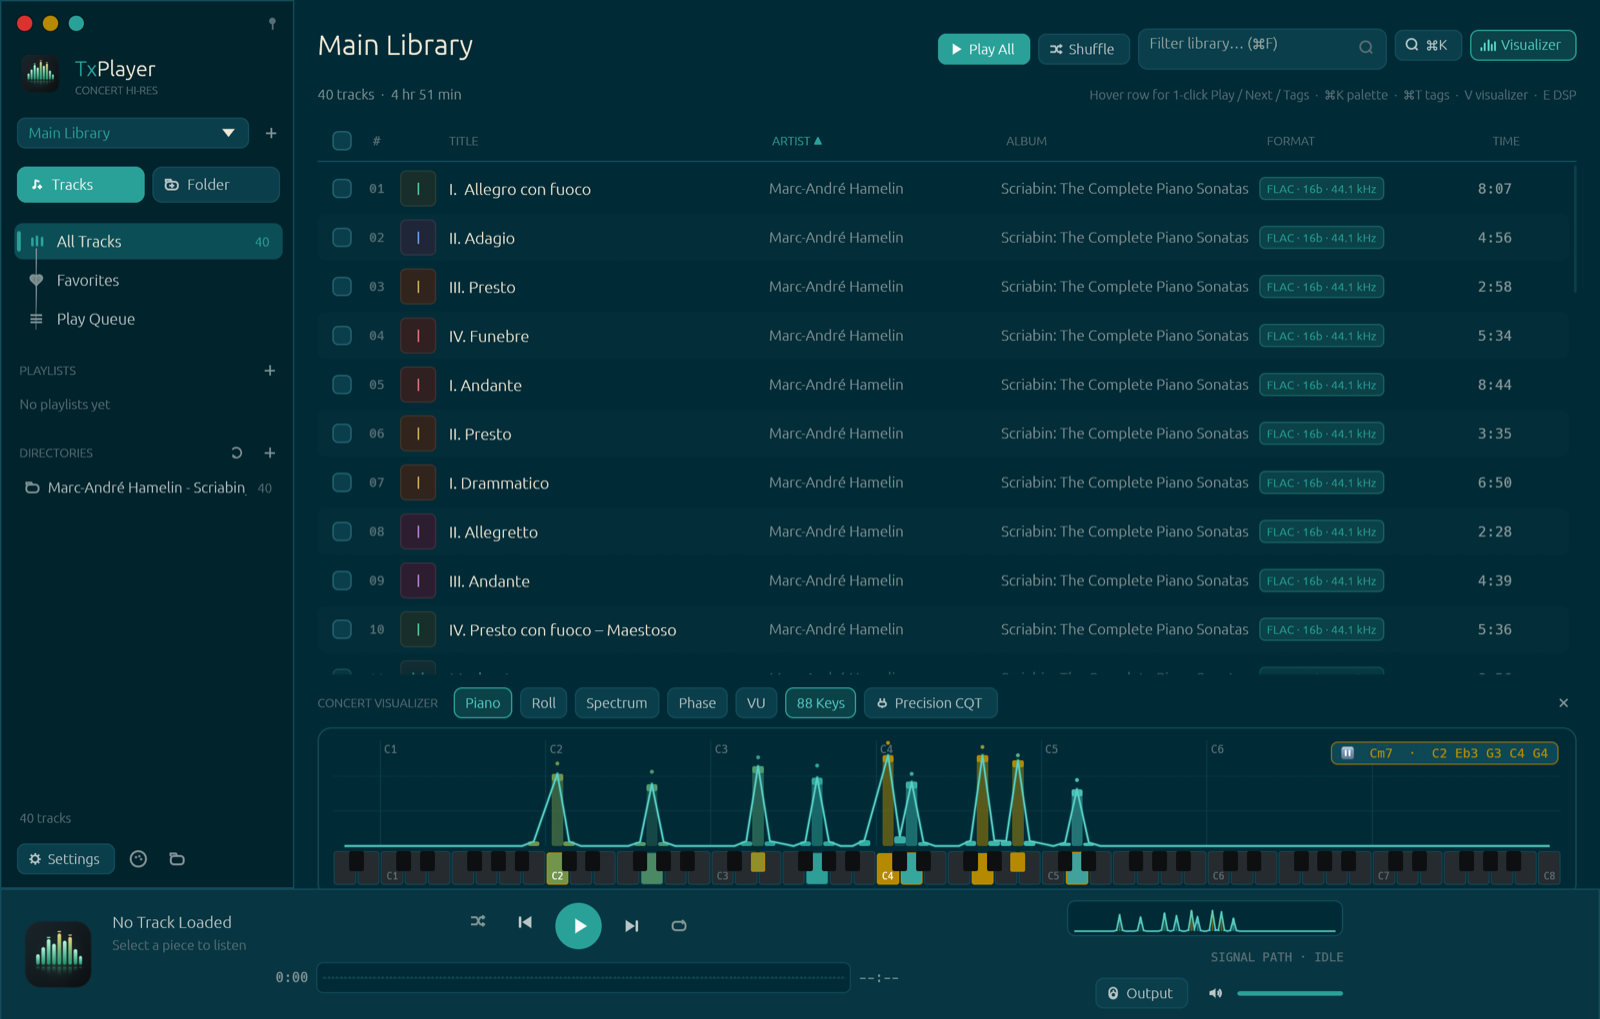 TxPlayer
CONCERT HI-RES
Main Library
Tracks
Folder
All Tracks 40
Favorites
Play Queue
PLAYLISTS
No playlists yet
DIRECTORIES
Marc-André Hamelin - Scriabin 40
40 tracks
Settings
Main Library
Play All
Shuffle
Filter library... (⌘F)
⌘K
Visualizer
40 tracks · 4 hr 51 min
Hover row for 1-click Play / Next / Tags · ⌘K palette · ⌘T tags · V visualizer · E DSP
# TITLE ARTIST ▲ ALBUM FORMAT TIME
01 I I. Allegro con fuoco Marc-André Hamelin Scriabin: The Complete Piano Sonatas FLAC · 16b · 44.1 kHz 8:07
02 I II. Adagio Marc-André Hamelin Scriabin: The Complete Piano Sonatas FLAC · 16b · 44.1 kHz 4:56
03 I III. Presto Marc-André Hamelin Scriabin: The Complete Piano Sonatas FLAC · 16b · 44.1 kHz 2:58
04 I IV. Funebre Marc-André Hamelin Scriabin: The Complete Piano Sonatas FLAC · 16b · 44.1 kHz 5:34
05 I I. Andante Marc-André Hamelin Scriabin: The Complete Piano Sonatas FLAC · 16b · 44.1 kHz 8:44
06 I II. Presto Marc-André Hamelin Scriabin: The Complete Piano Sonatas FLAC · 16b · 44.1 kHz 3:35
07 I I. Drammatico Marc-André Hamelin Scriabin: The Complete Piano Sonatas FLAC · 16b · 44.1 kHz 6:50
08 I II. Allegretto Marc-André Hamelin Scriabin: The Complete Piano Sonatas FLAC · 16b · 44.1 kHz 2:28
09 I III. Andante Marc-André Hamelin Scriabin: The Complete Piano Sonatas FLAC · 16b · 44.1 kHz 4:39
10 I IV. Presto con fuoco – Maestoso Marc-André Hamelin Scriabin: The Complete Piano Sonatas FLAC · 16b · 44.1 kHz 5:36
CONCERT VISUALIZER Piano Roll Spectrum Phase VU 88 Keys Precision CQT
C1 C2 C3 C4 C5 C6
Cm7 · C2 Eb3 G3 C4 G4
C1 C2 C3 C4 C5 C6 C7 C8
No Track Loaded
Select a piece to listen
0:00 --:--
SIGNAL PATH · IDLE
Output